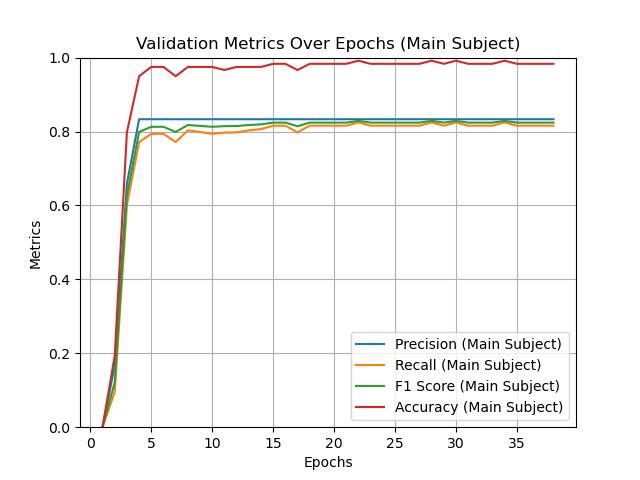 Validation Metrics Over Epochs (Main Subject)
1.0
0.8
0.6
0.4
0.2
0.0
Metrics
Precision (Main Subject)
Recall (Main Subject)
F1 Score (Main Subject)
Accuracy (Main Subject)
0 5 10 15 20 25 30 35
Epochs